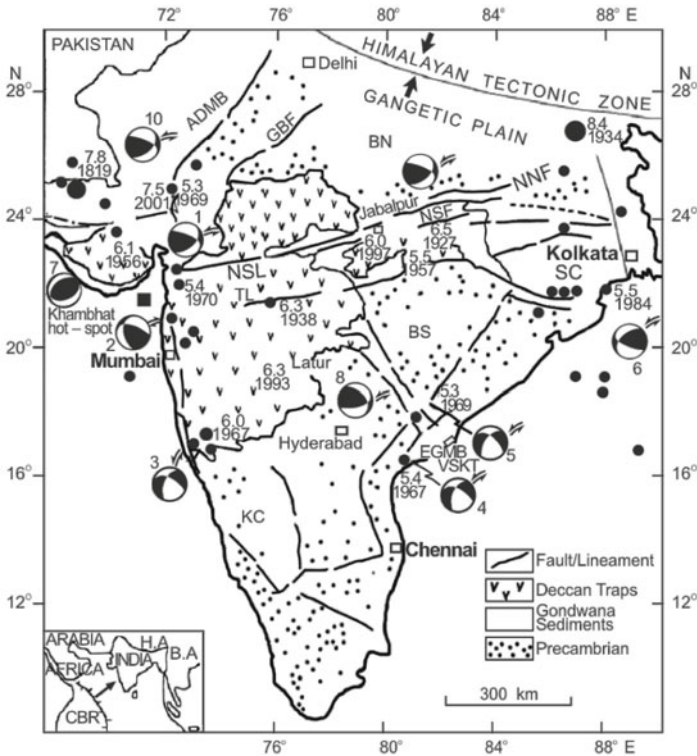 72°
76°
80°
84°
88° E
PAKISTAN
HIMALAYAN TECTONIC ZONE
Delhi
N
28°
N
28°
GANGETIC PLAIN
ADMB
GBF
10
BN
8.4
1934
7.8
1819
7.5
2001
5.3
1969
NNF
24°
24°
1
Jabalpur
NSF
6.0
1997
6.5
1927
6.1
1956
5.5
1957
Kolkata
SC
NSL
7
5.4
1970
TL
5.5
1984
Khambhat
hot – spot
6.3
1938
BS
20°
20°
2
Mumbai
Latur
6
6.3
1993
8
5.3
1969
6.0
1967
Hyderabad
EGMB
VSKT
5
16°
16°
3
5.4
1967
4
KC
Chennai
Fault/Lineament
Deccan Traps
12°
12°
Gondwana
Sediments
Precambrian
ARABIA
H.A
INDIA
B.A
AFRICA
CBR
300 km
76°
80°
84°
88° E